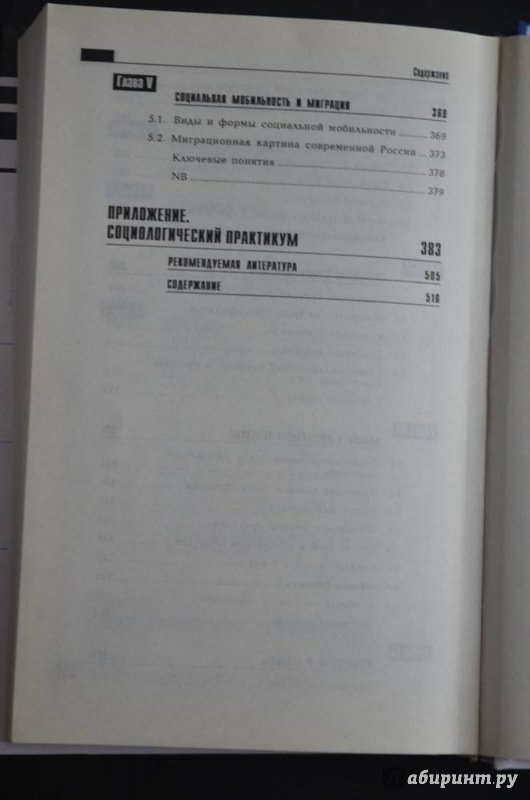 Содержание
Глава V
СОЦИАЛЬНАЯ МОБИЛЬНОСТЬ И МИГРАЦИЯ 369
5.1. Виды и формы социальной мобильности 369
5.2. Миграционная картина современной России 373
Ключевые понятия 378
NB 379
ПРИЛОЖЕНИЕ.
СОЦИОЛОГИЧЕСКИЙ ПРАКТИКУМ 383
РЕКОМЕНДУЕМАЯ ЛИТЕРАТУРА 505
СОДЕРЖАНИЕ 516
Лабиринт.ру